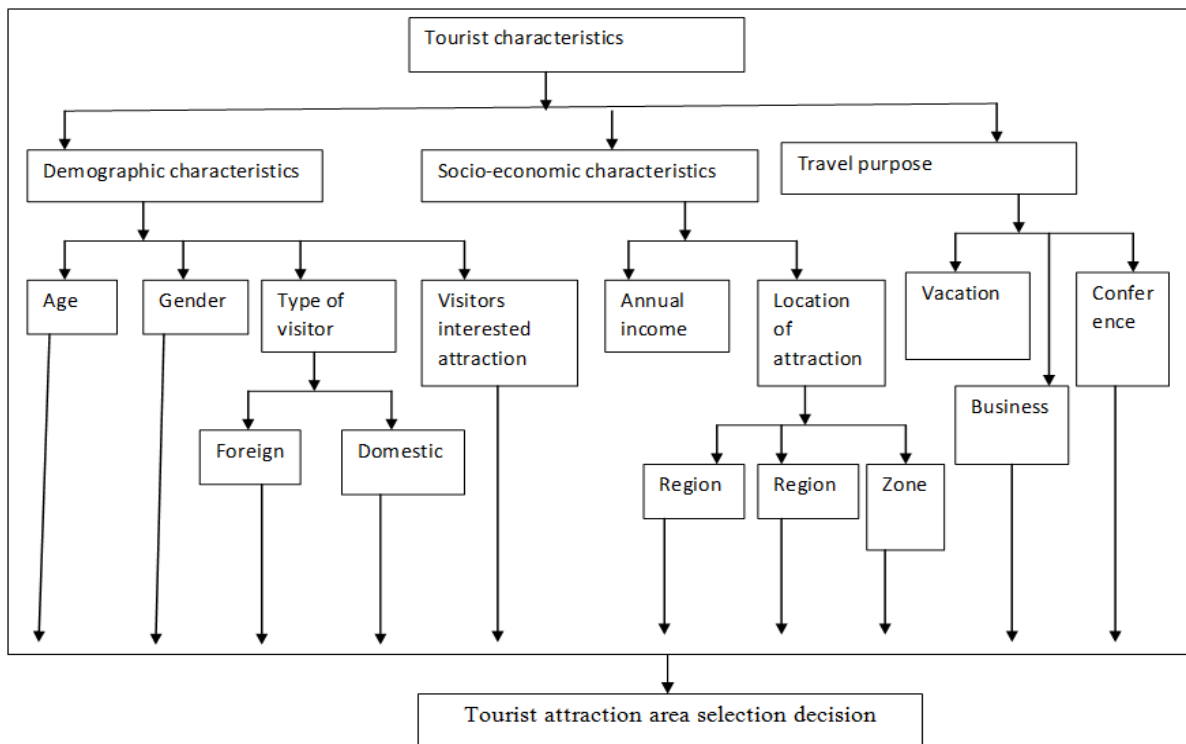 Tourist characteristics
Demographic characteristics
Socio-economic characteristics
Travel purpose
Age
Gender
Type of
visitor
Visitors
interested
attraction
Annual
income
Location
of
attraction
Vacation
Confer
ence
Business
Foreign
Domestic
Region
Region
Zone
Tourist attraction area selection decision